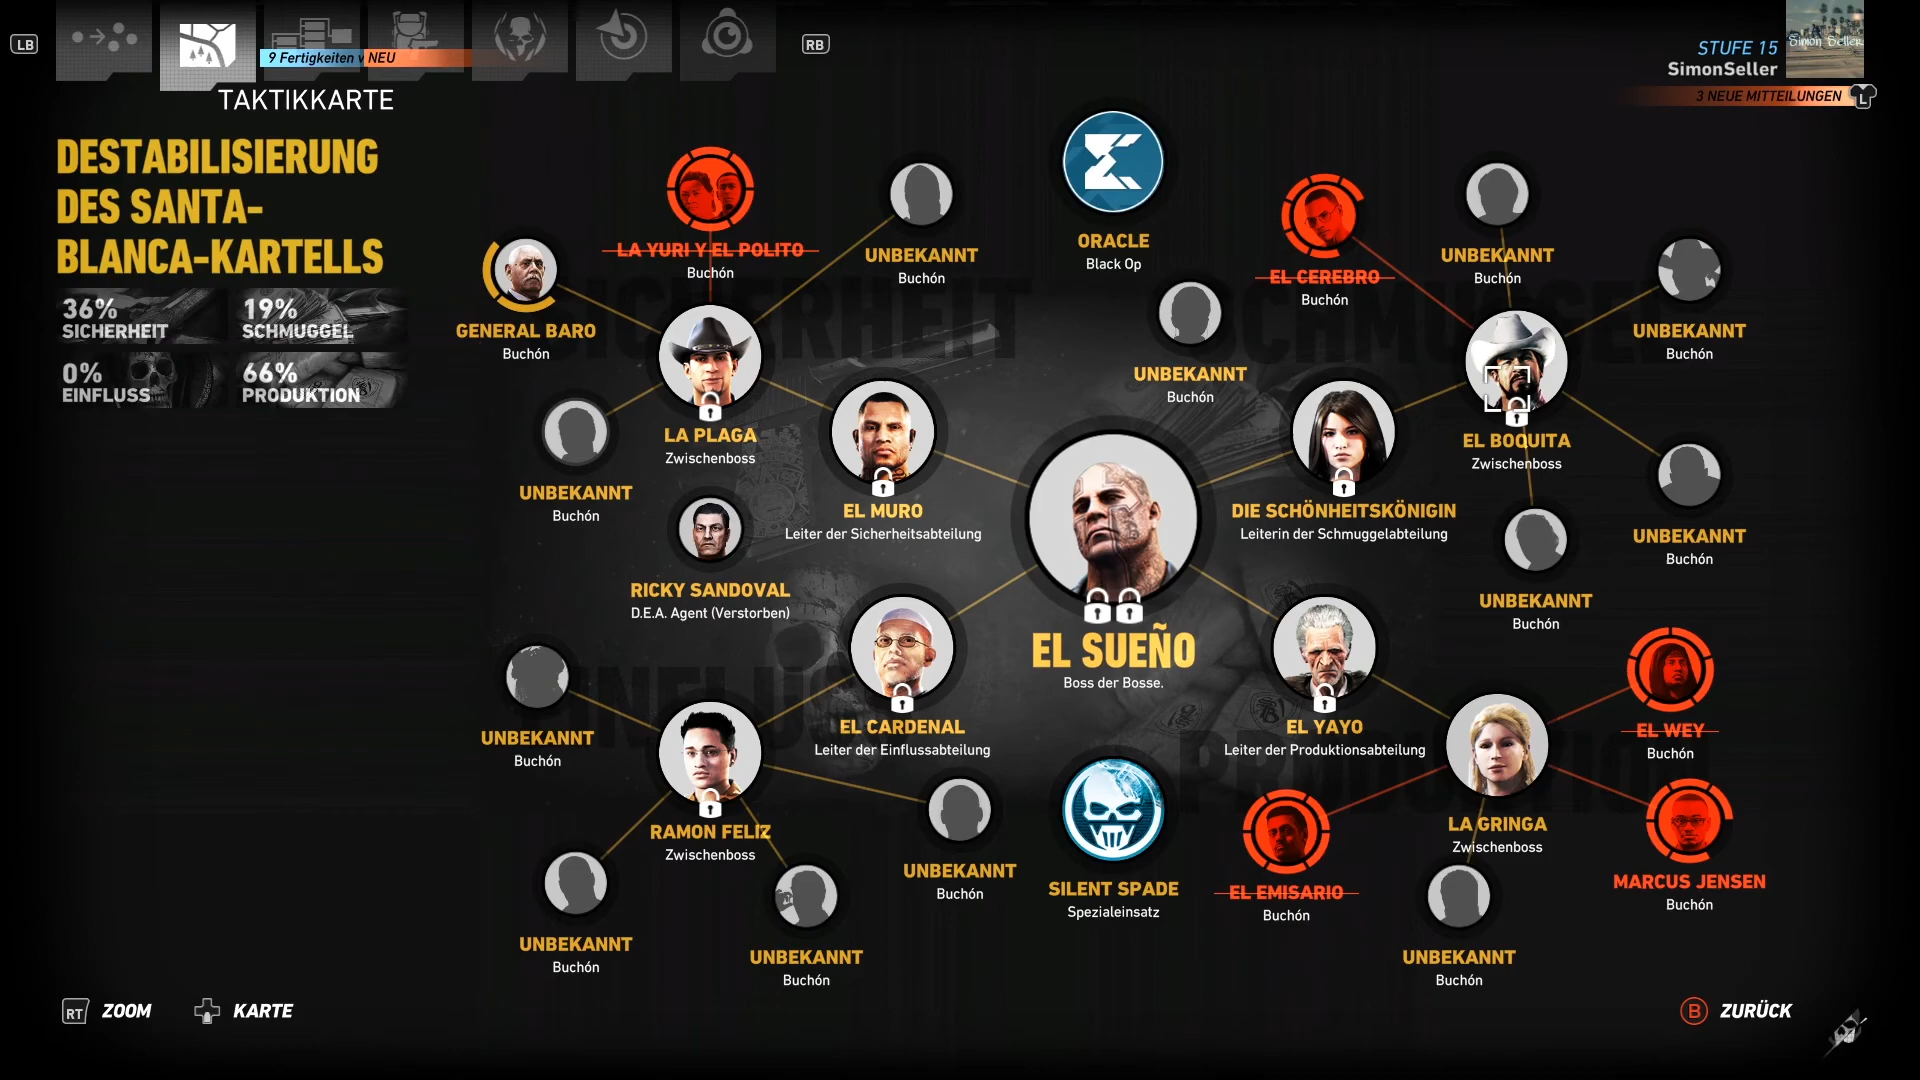 LB
RB
9 Fertigkeiten v
NEU
TAKTIKKARTE
STUFE 15
SimonSeller
Simon Seller
3 NEUE MITTEILUNGEN
L
DESTABILISIERUNG
DES SANTA-
BLANCA-KARTELLS
36%
SICHERHEIT
19%
SCHMUGGEL
0%
EINFLUSS
66%
PRODUKTION
SICHERHEIT
SCHMUGGEL
EINFLUSS
PRODUKTION
LA YURI Y EL POLITO
Buchón
UNBEKANNT
Buchón
ORACLE
Black Op
EL CEREBRO
Buchón
UNBEKANNT
Buchón
GENERAL BARO
Buchón
UNBEKANNT
Buchón
UNBEKANNT
Buchón
LA PLAGA
Zwischenboss
EL BOQUITA
Zwischenboss
UNBEKANNT
Buchón
EL MURO
Leiter der Sicherheitsabteilung
DIE SCHÖNHEITSKÖNIGIN
Leiterin der Schmuggelabteilung
UNBEKANNT
Buchón
RICKY SANDOVAL
D.E.A. Agent (Verstorben)
UNBEKANNT
Buchón
EL SUEÑO
Boss der Bosse.
UNBEKANNT
Buchón
EL CARDENAL
Leiter der Einflussabteilung
EL YAYO
Leiter der Produktionsabteilung
EL WEY
Buchón
RAMON FELIZ
Zwischenboss
LA GRINGA
Zwischenboss
UNBEKANNT
Buchón
SILENT SPADE
Spezialeinsatz
EL EMISARIO
Buchón
MARCUS JENSEN
Buchón
UNBEKANNT
Buchón
UNBEKANNT
Buchón
UNBEKANNT
Buchón
RT ZOOM
KARTE
B ZURÜCK